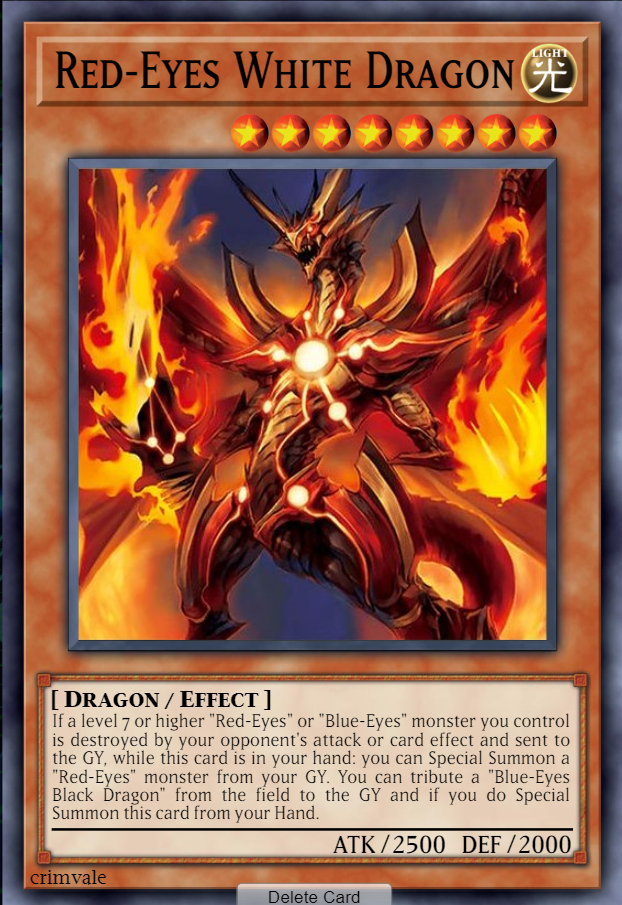 Red-Eyes White Dragon
LIGHT
光
[ Dragon / Effect ]
If a level 7 or higher "Red-Eyes" or "Blue-Eyes" monster you control
is destroyed by your opponent's attack or card effect and sent to
the GY, while this card is in your hand: you can Special Summon a
"Red-Eyes" monster from your GY. You can tribute a "Blue-Eyes
Black Dragon" from the field to the GY and if you do Special
Summon this card from your Hand.
ATK / 2500 DEF / 2000
crimvale
Delete Card